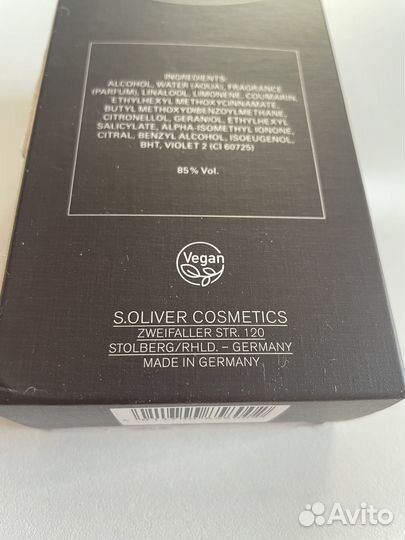 INGREDIENTS:
ALCOHOL, WATER (AQUA), FRAGRANCE
(PARFUM), LINALOOL, LIMONENE, COUMARIN,
ETHYLHEXYL METHOXYCINNAMATE,
BUTYL METHOXYDIBENZOYLMETHANE,
CITRONELLOL, GERANIOL, ETHYLHEXYL
SALICYLATE, ALPHA-ISOMETHYL IONONE,
CITRAL, BENZYL ALCOHOL, ISOEUGENOL,
BHT, VIOLET 2 (CI 60725)
85% Vol.
Vegan
S.OLIVER COSMETICS
ZWEIFALLER STR. 120
STOLBERG/RHLD. – GERMANY
MADE IN GERMANY
Avito